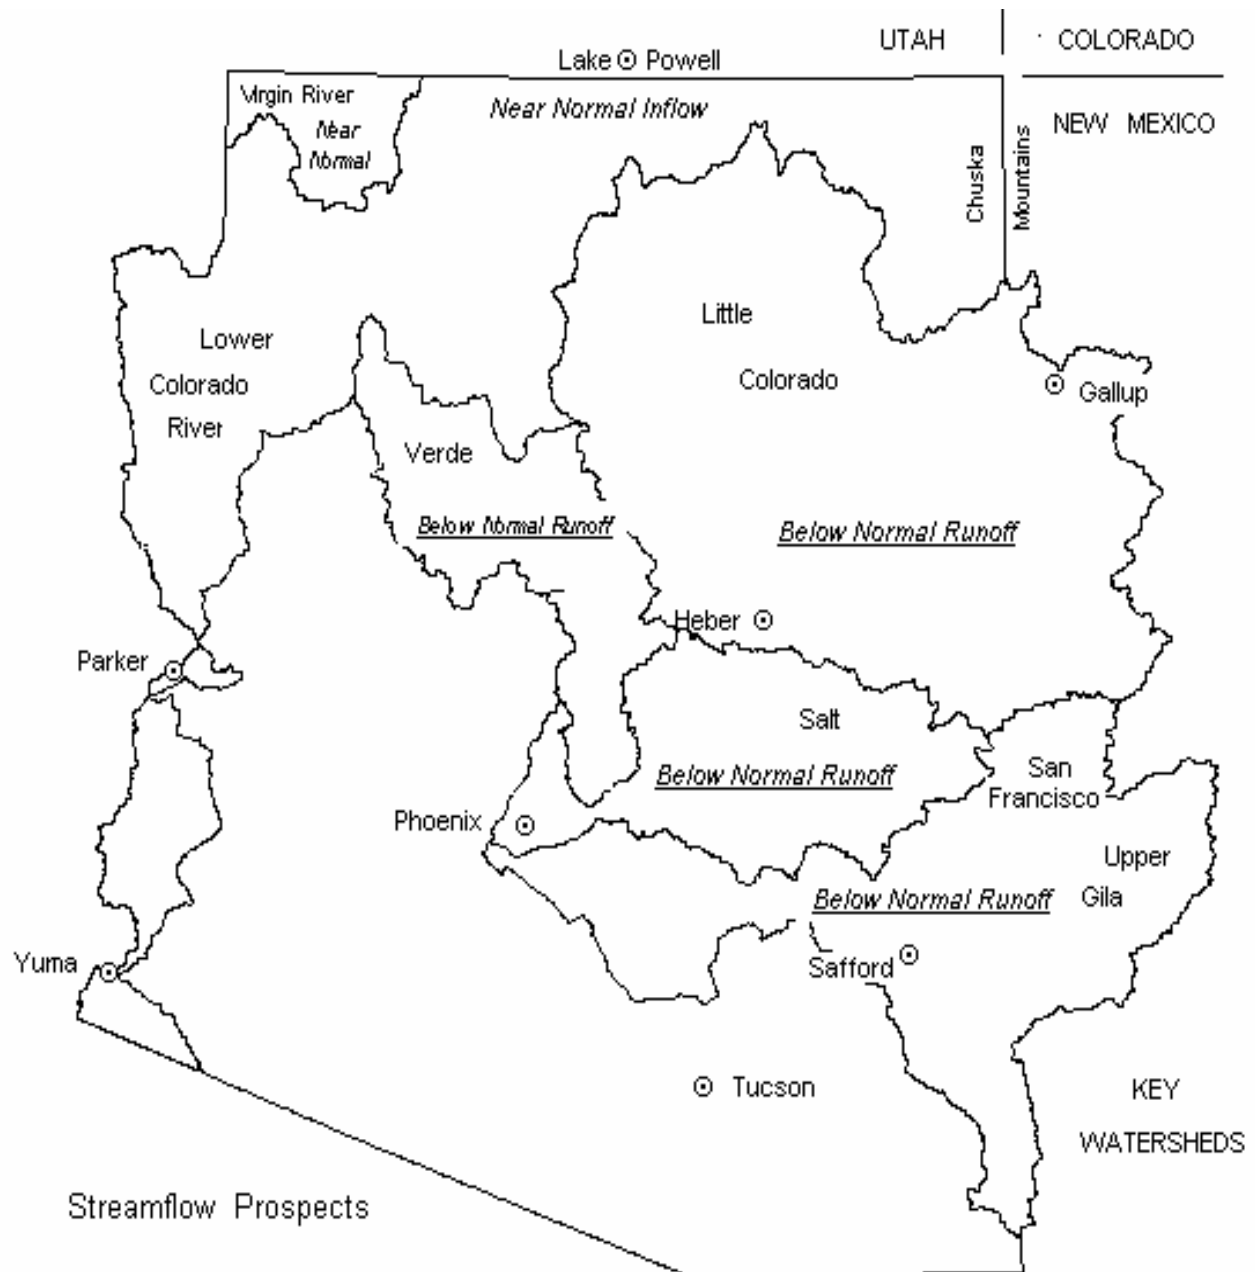 UTAH
COLORADO
Lake Powell
Virgin River
Near Normal Inflow
NEW MEXICO
Near
Normal
Chuska
Mountains
Little
Lower
Colorado
Colorado
River
Gallup
Verde
Below Normal Runoff
Below Normal Runoff
Heber
Parker
Salt
San
Francisco
Below Normal Runoff
Phoenix
Upper
Gila
Below Normal Runoff
Yuma
Safford
Tucson
KEY
WATERSHEDS
Streamflow Prospects